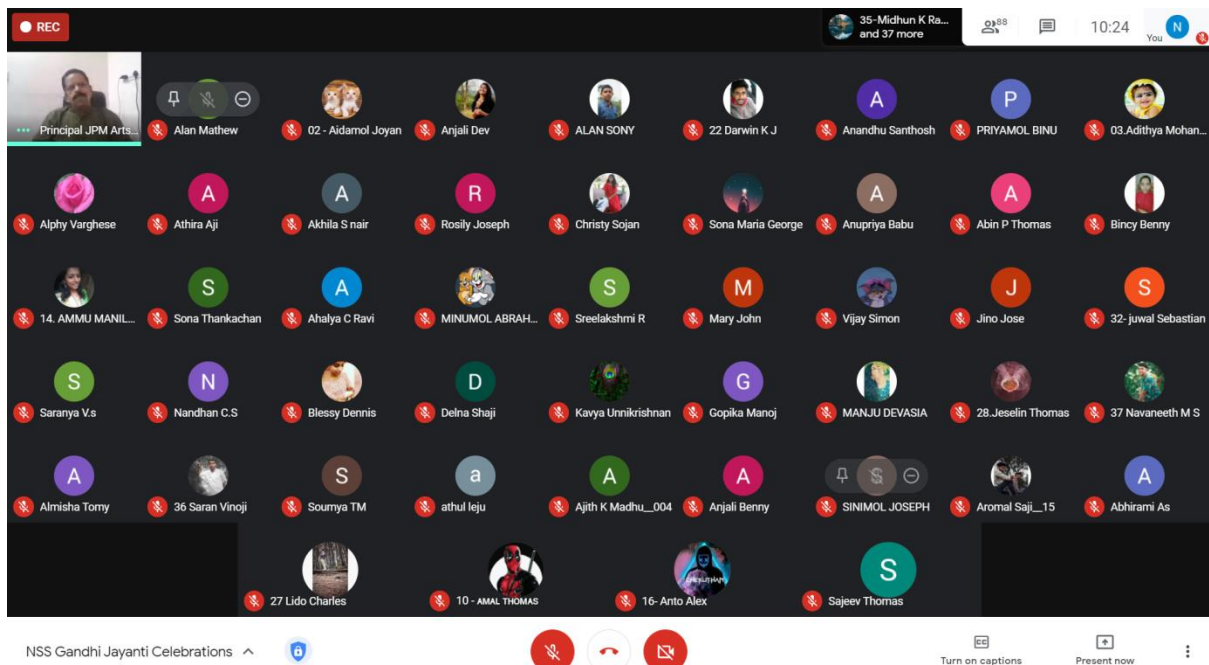 REC
35-Midhun K Ra...
and 37 more
88
10:24
You
N
Principal JPM Arts...
Alan Mathew
02 - Aidamol Joyan
Anjali Dev
ALAN SONY
22 Darwin K J
A
Anandhu Santhosh
P
PRIYAMOL BINU
03.Adithya Mohan...
Alphy Varghese
A
Athira Aji
A
Akhila S nair
R
Rosily Joseph
Christy Sojan
Sona Maria George
A
Anupriya Babu
A
Abin P Thomas
Bincy Benny
14. AMMU MANIL...
S
Sona Thankachan
A
Ahalya C Ravi
MINUMOL ABRAH...
S
Sreelakshmi R
M
Mary John
Vijay Simon
J
Jino Jose
S
32- juwal Sebastian
S
Saranya V.s
N
Nandhan C.S
Blessy Dennis
D
Delna Shaji
Kavya Unnikrishnan
G
Gopika Manoj
MANJU DEVASIA
28.Jeselin Thomas
37 Navaneeth M S
A
Almisha Tomy
36 Saran Vinoji
S
Soumya TM
a
athul leju
A
Ajith K Madhu__004
A
Anjali Benny
S
SINIMOL JOSEPH
Aromal Saji__15
A
Abhirami As
27 Lido Charles
10 - AMAL THOMAS
16- Anto Alex
S
Sajeev Thomas
NSS Gandhi Jayanti Celebrations
CC
Turn on captions
Present now